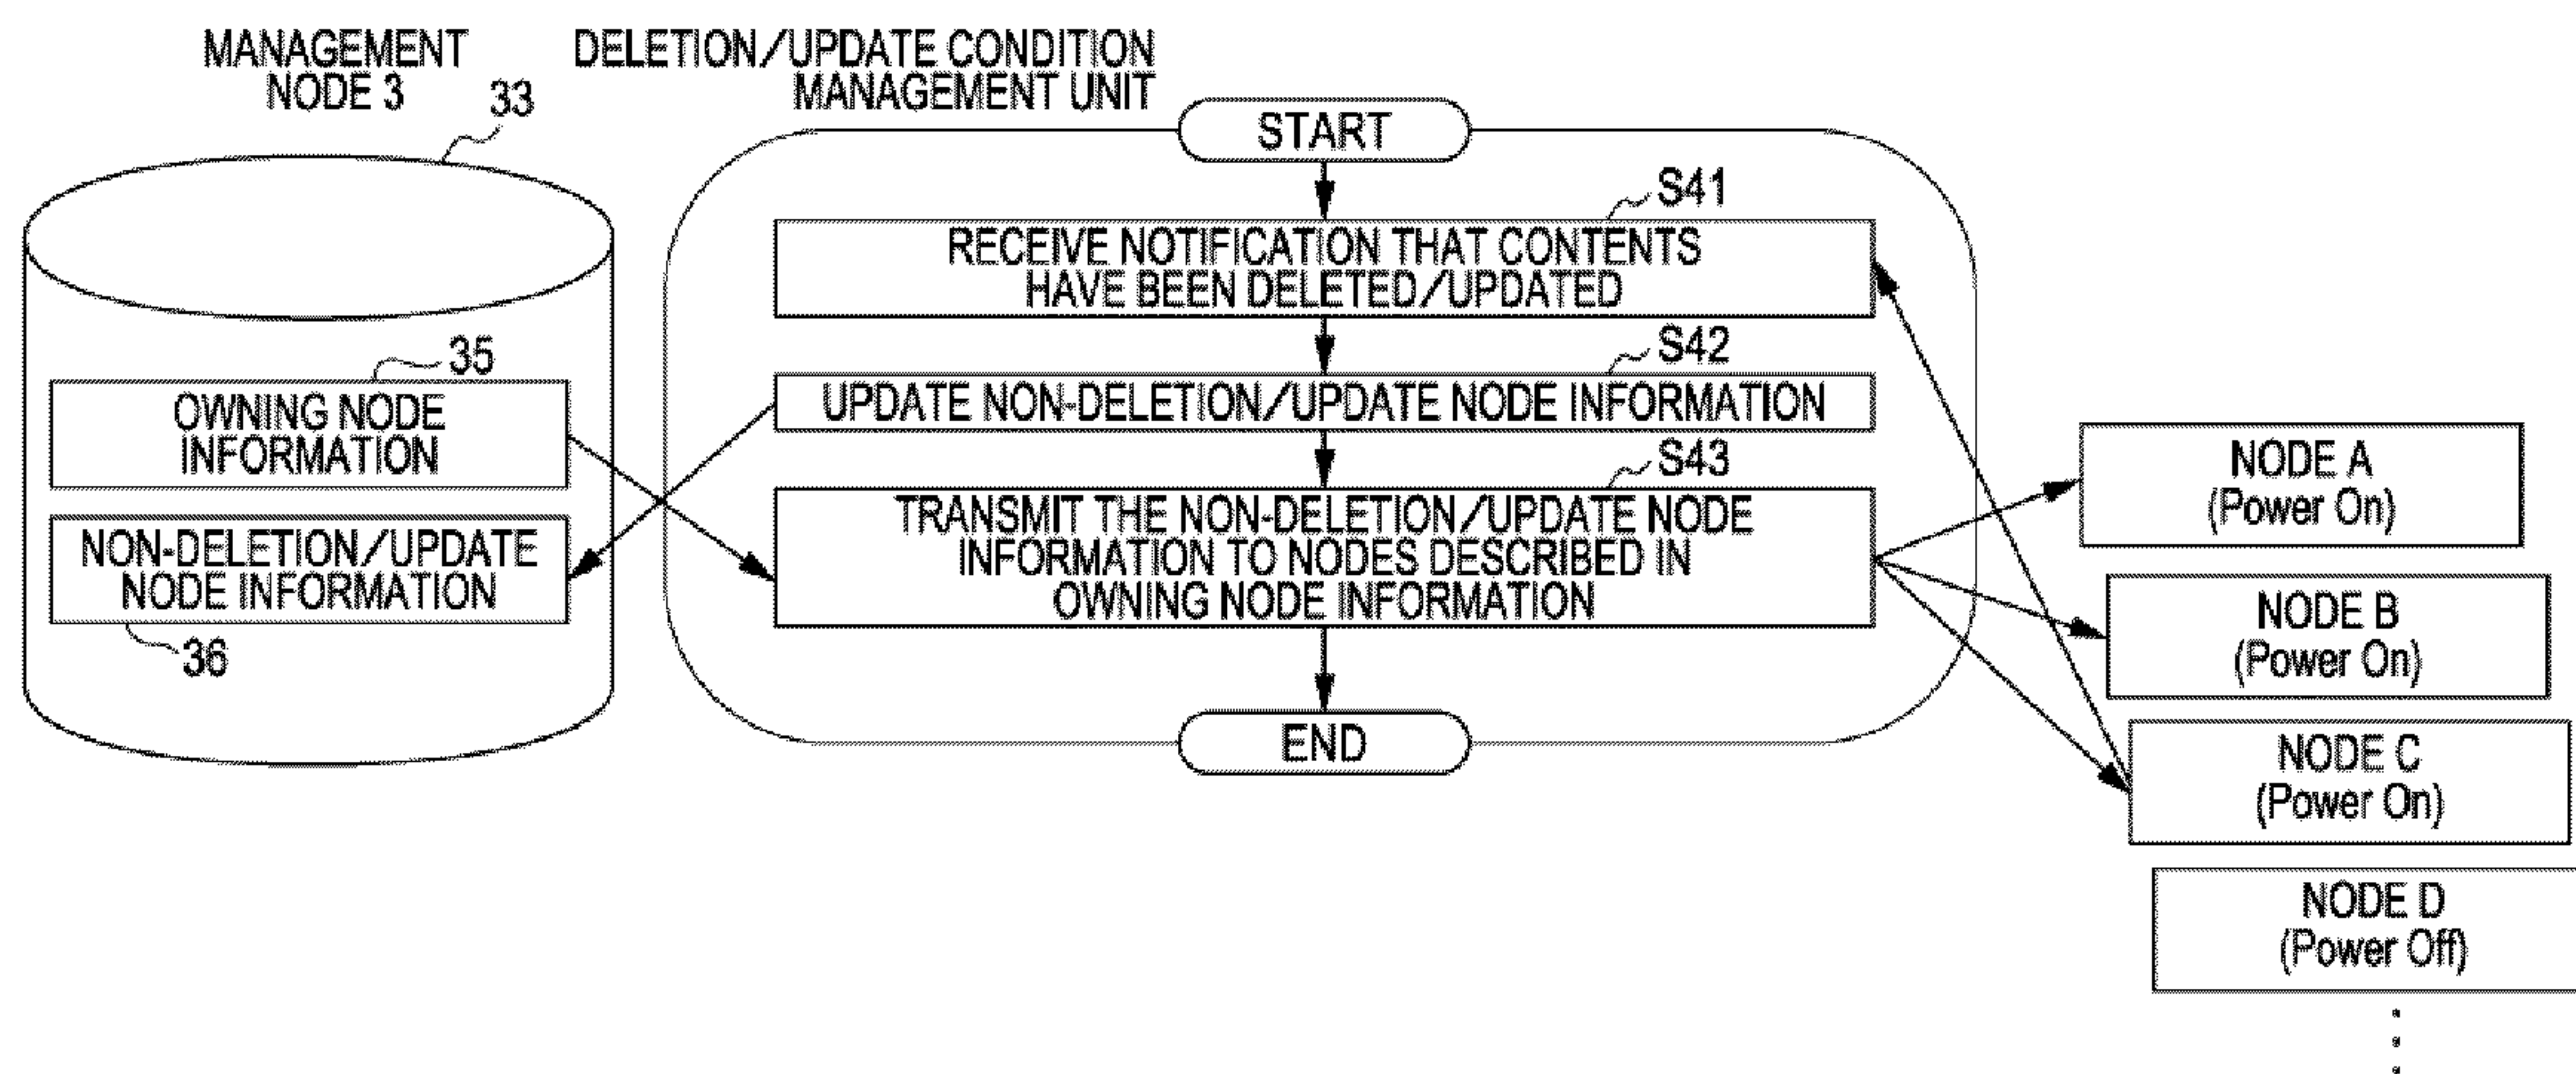 MANAGEMENT
NODE 3
33
DELETION/UPDATE CONDITION
MANAGEMENT UNIT
START
S41
RECEIVE NOTIFICATION THAT CONTENTS
HAVE BEEN DELETED/UPDATED
S42
UPDATE NON-DELETION/UPDATE NODE INFORMATION
S43
TRANSMIT THE NON-DELETION/UPDATE NODE
INFORMATION TO NODES DESCRIBED IN
OWNING NODE INFORMATION
END
35
OWNING NODE
INFORMATION
NON-DELETION/UPDATE
NODE INFORMATION
36
NODE A
(Power On)
NODE B
(Power On)
NODE C
(Power On)
NODE D
(Power Off)